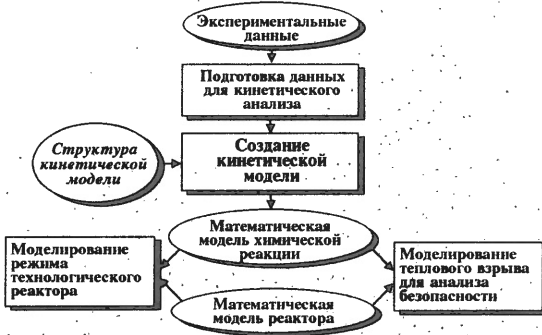 Экспериментальные
данные
Подготовка данных
для кинетического
анализа
Структура
кинетической
модели
Создание
кинетической
модели
Математическая
модель химической
реакции
Моделирование
режима
технологического
реактора
Моделирование
теплового взрыва
для анализа
безопасности
Математическая
модель реактора